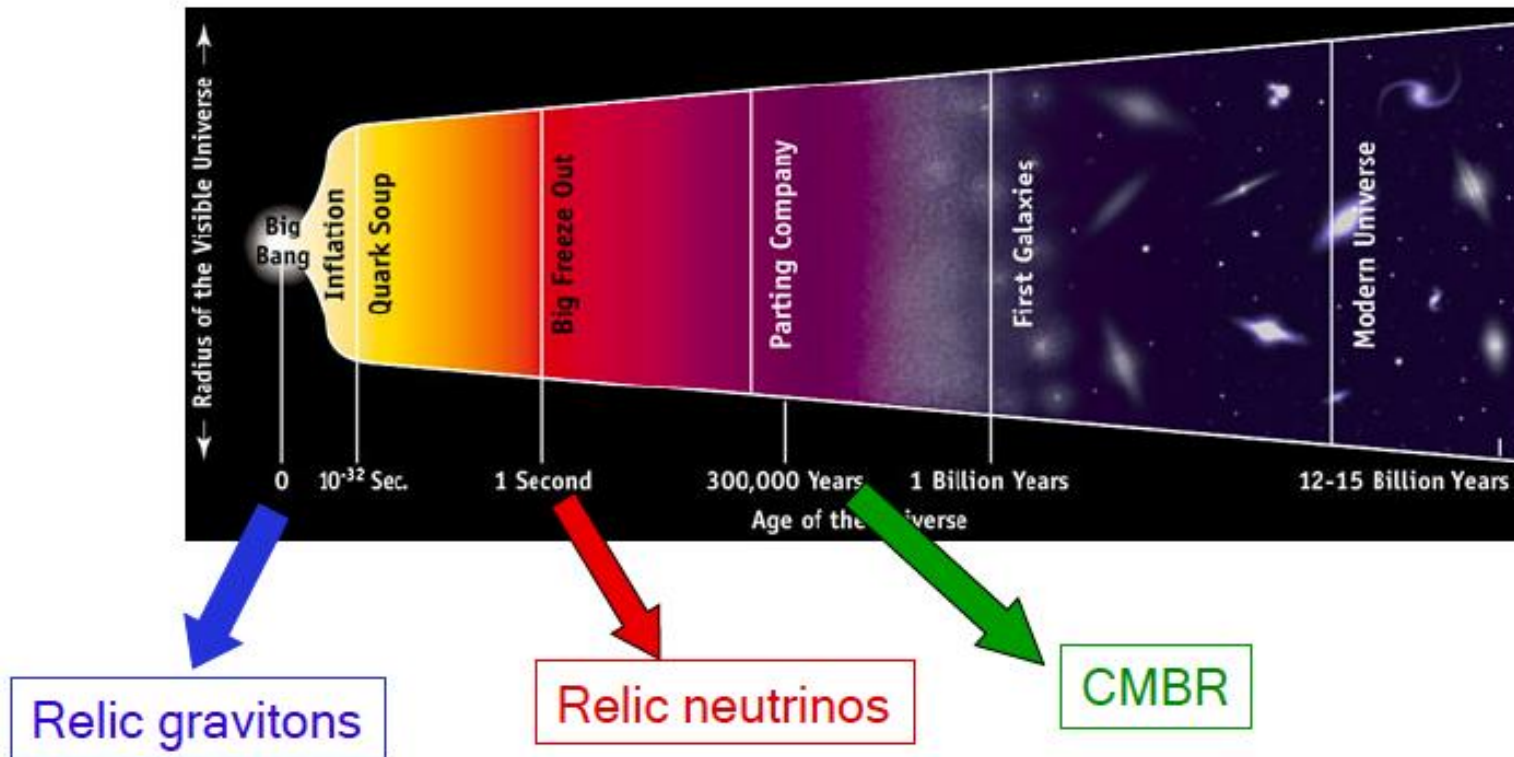 ← Radius of the Visible Universe →
Big
Bang
Inflation
Quark Soup
Big Freeze Out
Parting Company
First Galaxies
Modern Universe
0
10⁻³² Sec.
1 Second
300,000 Years
1 Billion Years
12-15 Billion Years
Age of the Universe
Relic gravitons
Relic neutrinos
CMBR